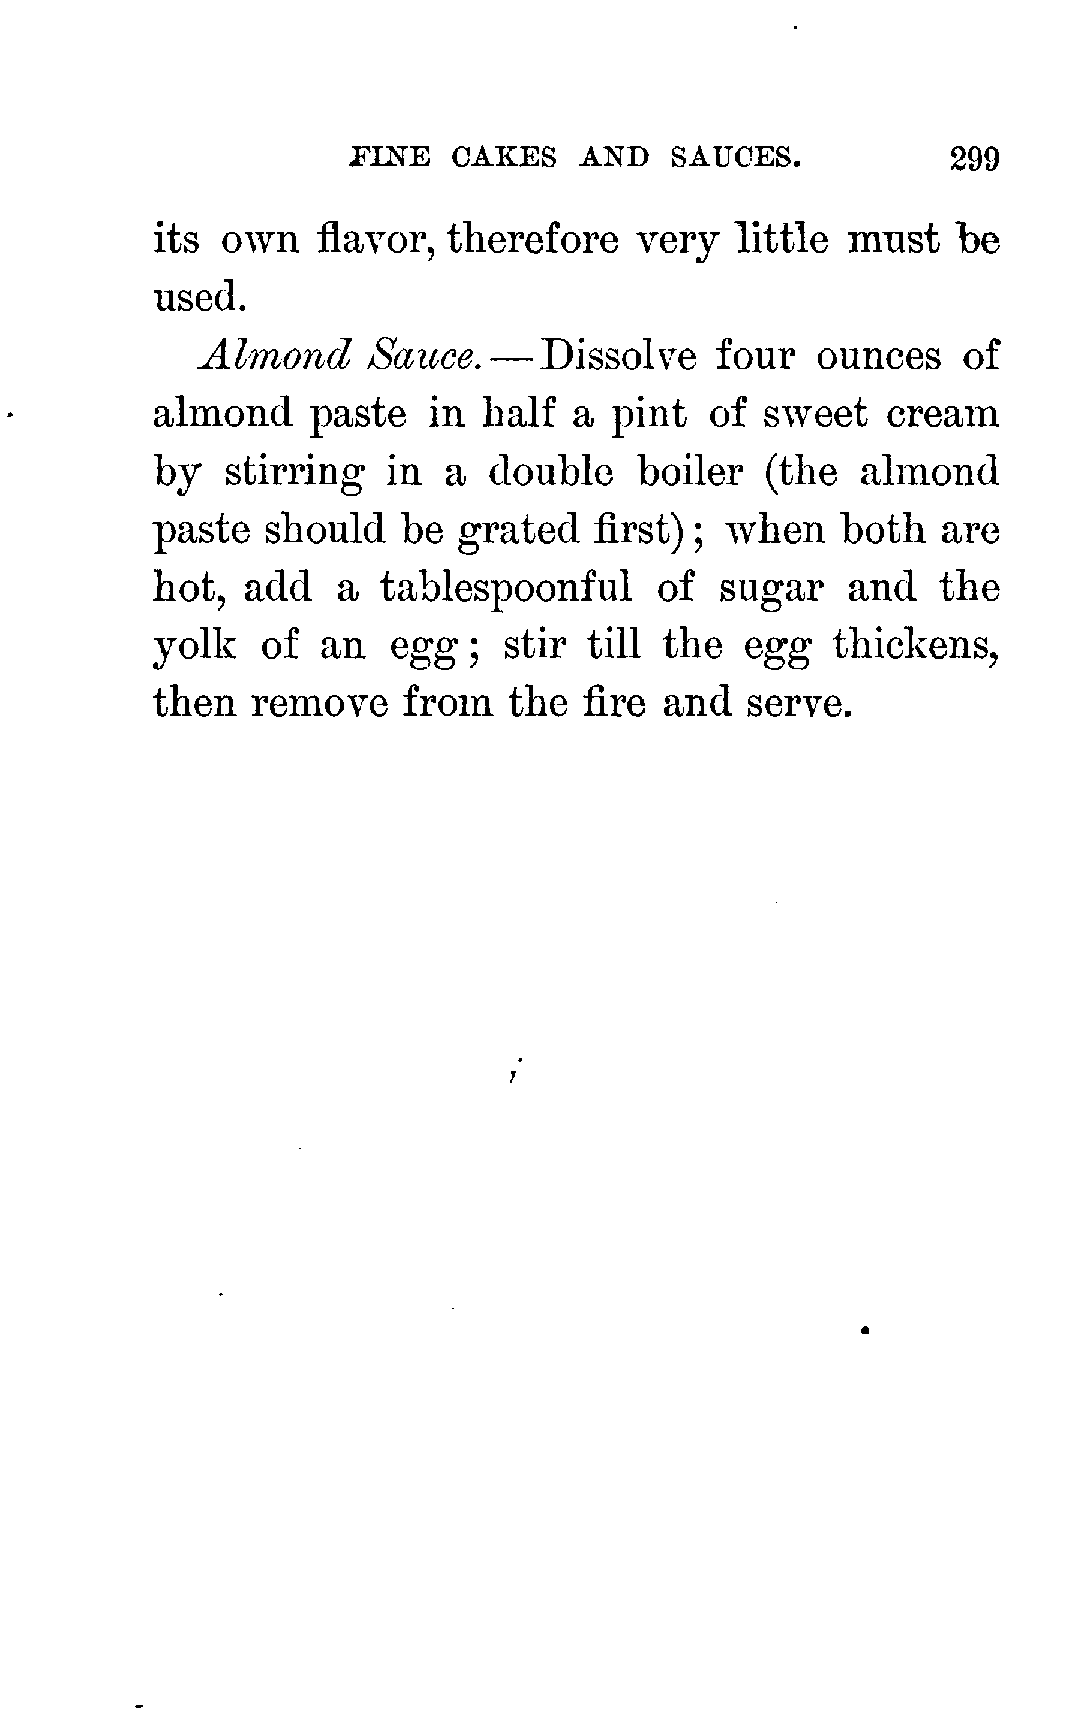 FINE CAKES AND SAUCES. 299
its own flavor, therefore very little must be
used.
Almond Sauce.—Dissolve four ounces of
almond paste in half a pint of sweet cream
by stirring in a double boiler (the almond
paste should be grated first); when both are
hot, add a tablespoonful of sugar and the
yolk of an egg; stir till the egg thickens,
then remove from the fire and serve.